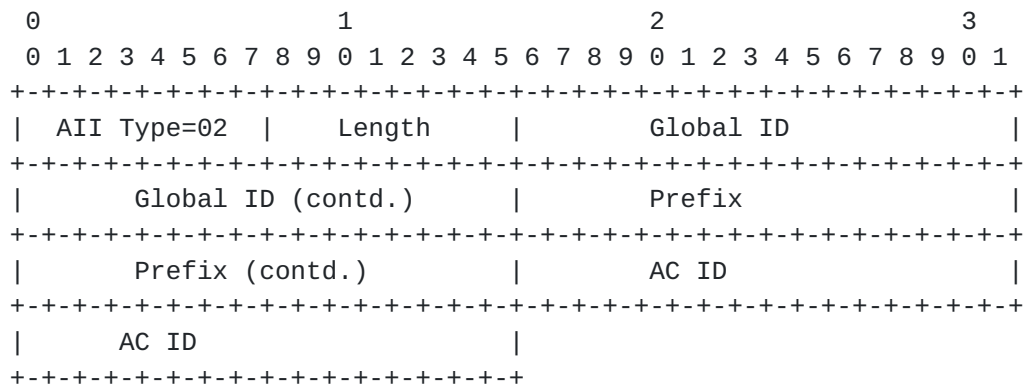 0                   1                   2                   3
 0 1 2 3 4 5 6 7 8 9 0 1 2 3 4 5 6 7 8 9 0 1 2 3 4 5 6 7 8 9 0 1
+-+-+-+-+-+-+-+-+-+-+-+-+-+-+-+-+-+-+-+-+-+-+-+-+-+-+-+-+-+-+-+-+
|  AII Type=02  |    Length     |        Global ID              |
+-+-+-+-+-+-+-+-+-+-+-+-+-+-+-+-+-+-+-+-+-+-+-+-+-+-+-+-+-+-+-+-+
|       Global ID (contd.)      |        Prefix                 |
+-+-+-+-+-+-+-+-+-+-+-+-+-+-+-+-+-+-+-+-+-+-+-+-+-+-+-+-+-+-+-+-+
|       Prefix (contd.)         |        AC ID                  |
+-+-+-+-+-+-+-+-+-+-+-+-+-+-+-+-+-+-+-+-+-+-+-+-+-+-+-+-+-+-+-+-+
|      AC ID                    |
+-+-+-+-+-+-+-+-+-+-+-+-+-+-+-+-+